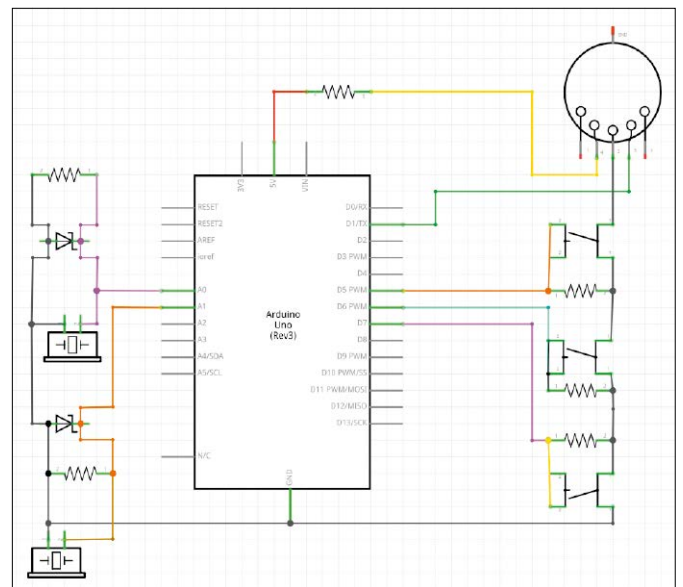 GND
3V3
5V
VIN
RESET
RESET2
AREF
ioref
A0
A1
A2
A3
A4/SDA
A5/SCL
N/C
D0/RX
D1/TX
D2
D3 PWM
D4
D5 PWM
D6 PWM
D7
D8
D9 PWM
D10 PWM/SS
D11 PWM/MOSI
D12/MISO
D13/SCK
Arduino
Uno
(Rev3)
GND